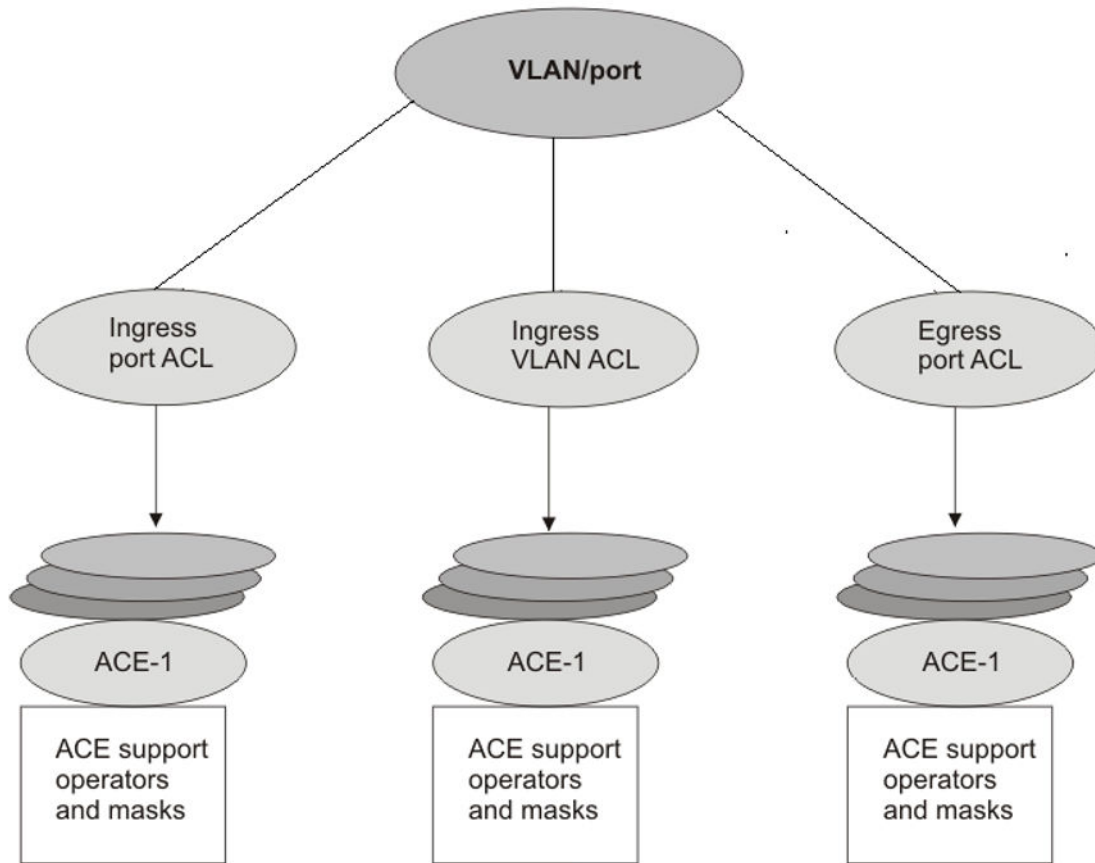 VLAN/port
Ingress
port ACL
Ingress
VLAN ACL
Egress
port ACL
ACE-1
ACE-1
ACE-1
ACE support
operators
and masks
ACE support
operators
and masks
ACE support
operators
and masks